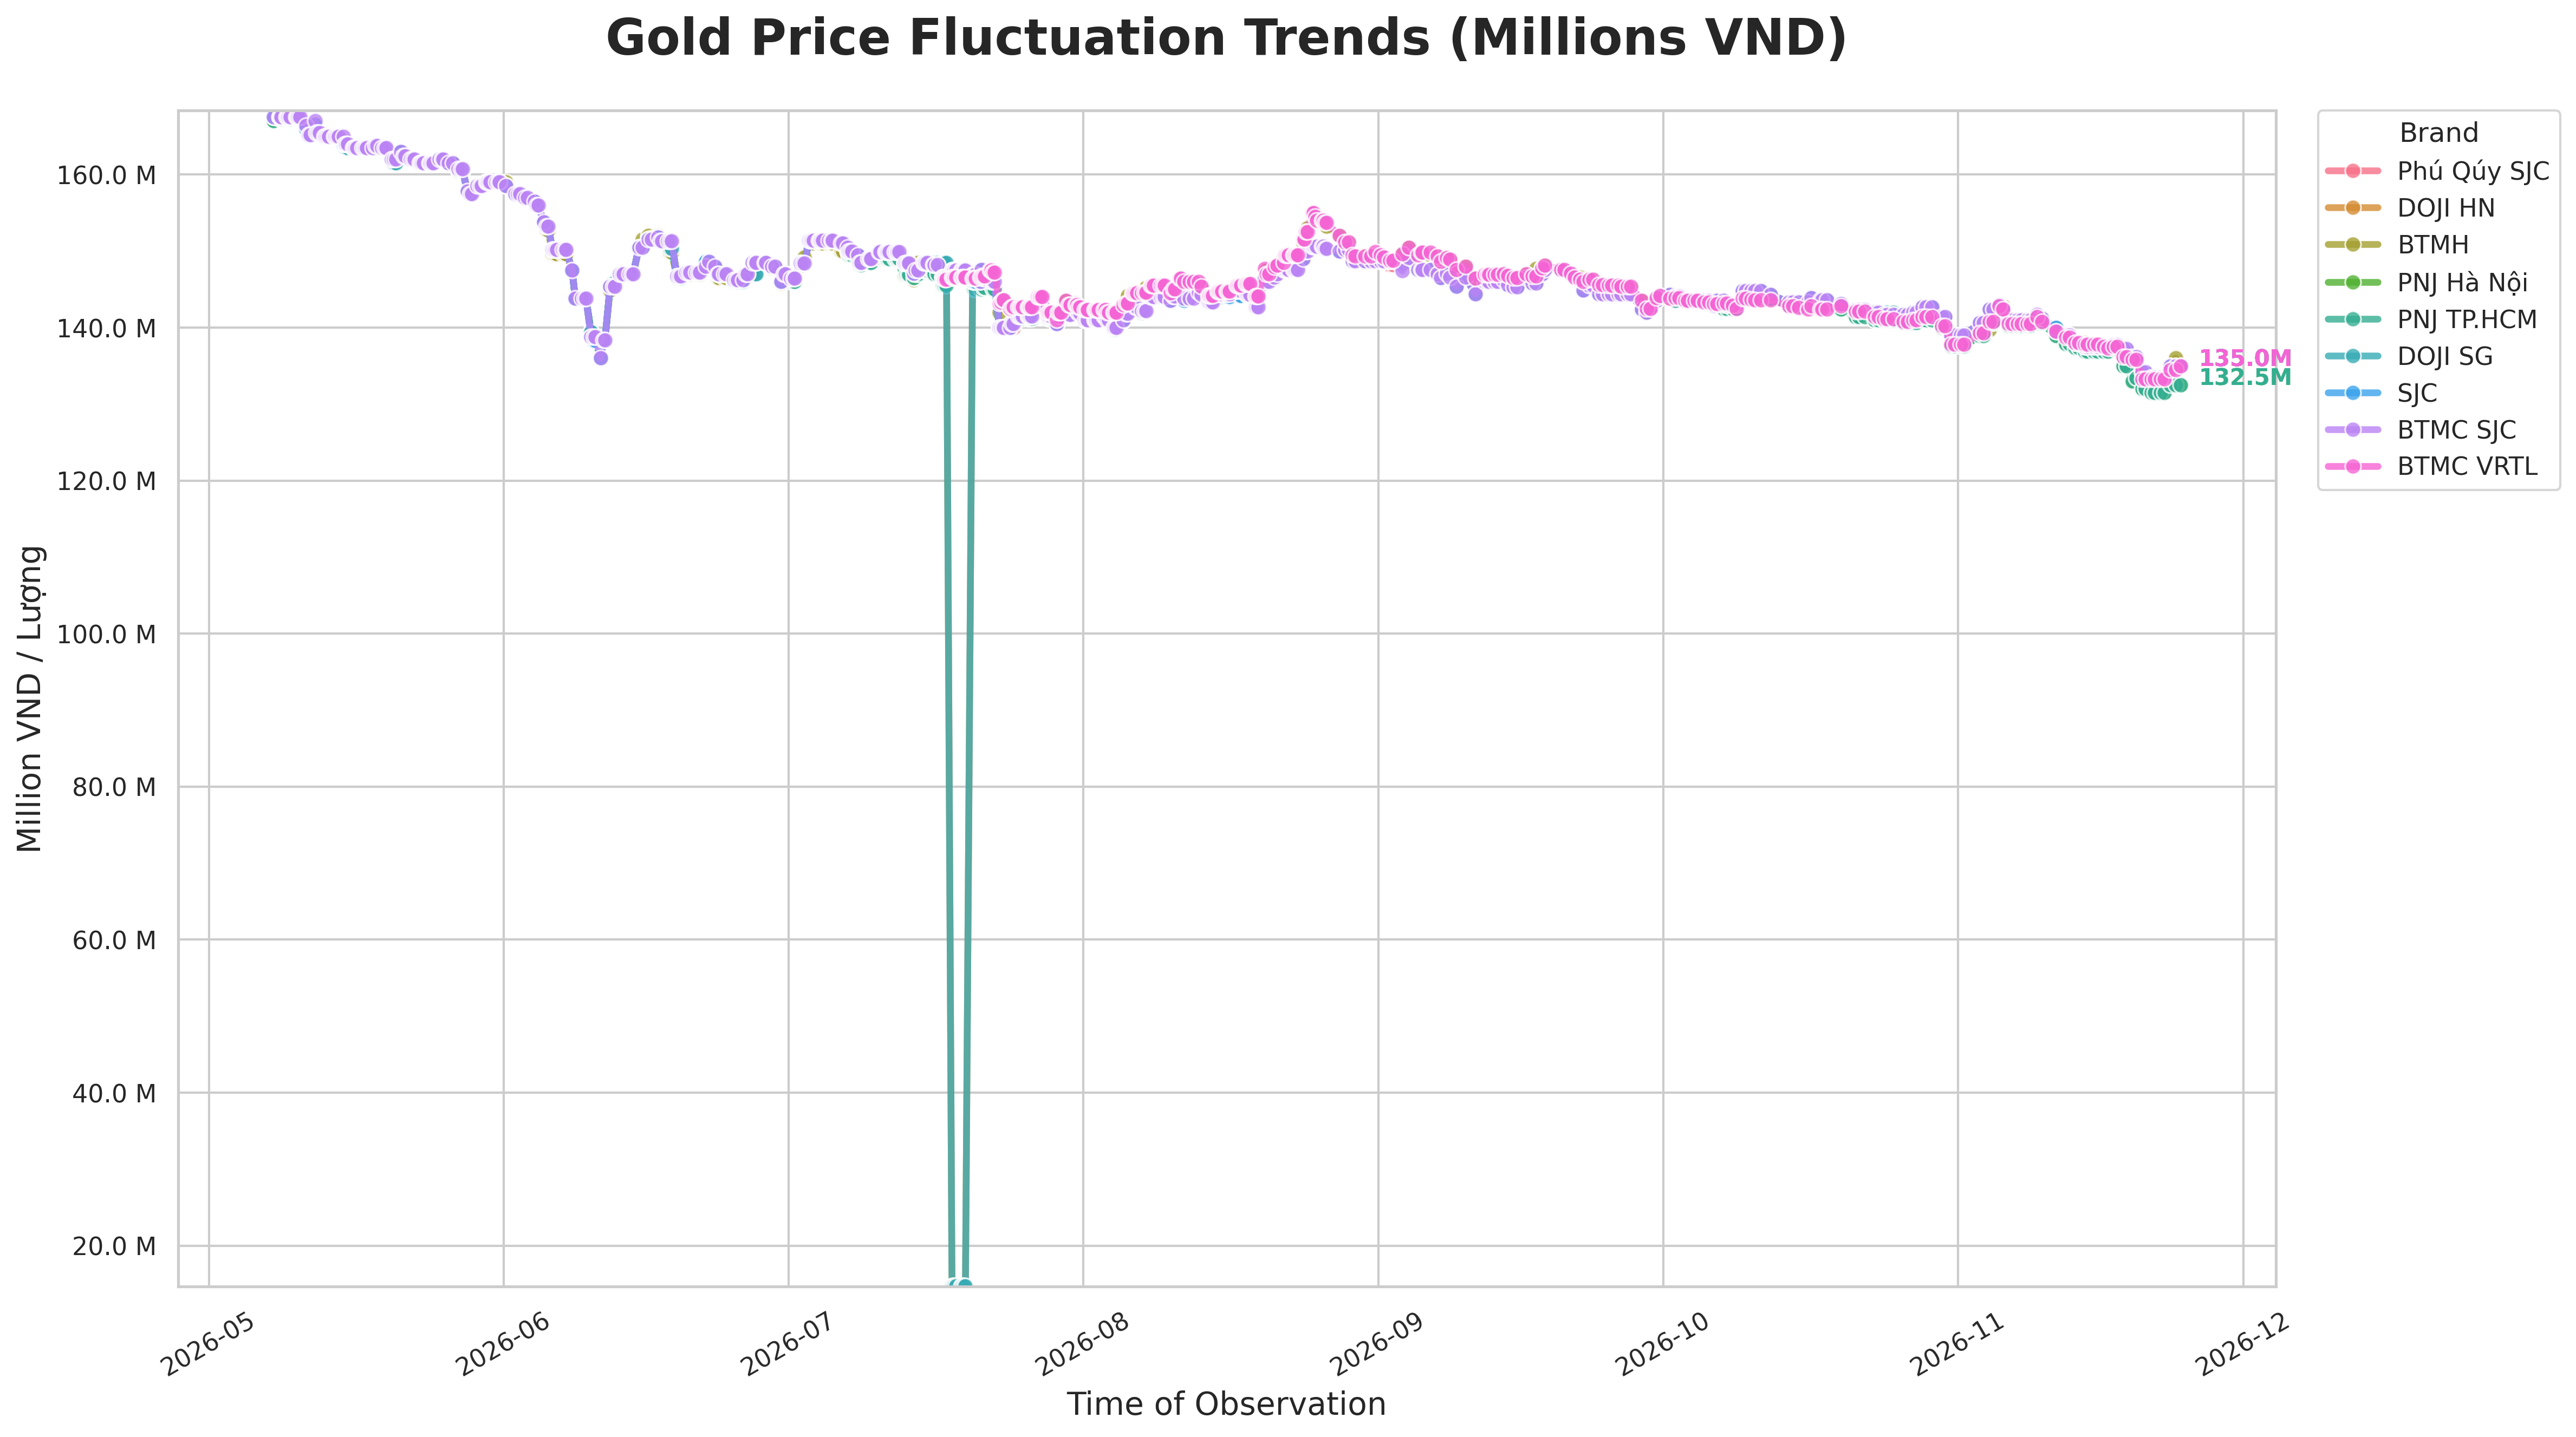 Gold Price Fluctuation Trends (Millions VND)
Brand
Phú Qúy SJC
DOJI HN
BTMH
PNJ Hà Nội
PNJ TP.HCM
DOJI SG
SJC
BTMC SJC
BTMC VRTL
Million VND / Lượng
160.0 M
140.0 M
120.0 M
100.0 M
80.0 M
60.0 M
40.0 M
20.0 M
135.0M
132.5M
2026-05
2026-06
2026-07
2026-08
2026-09
2026-10
2026-11
2026-12
Time of Observation